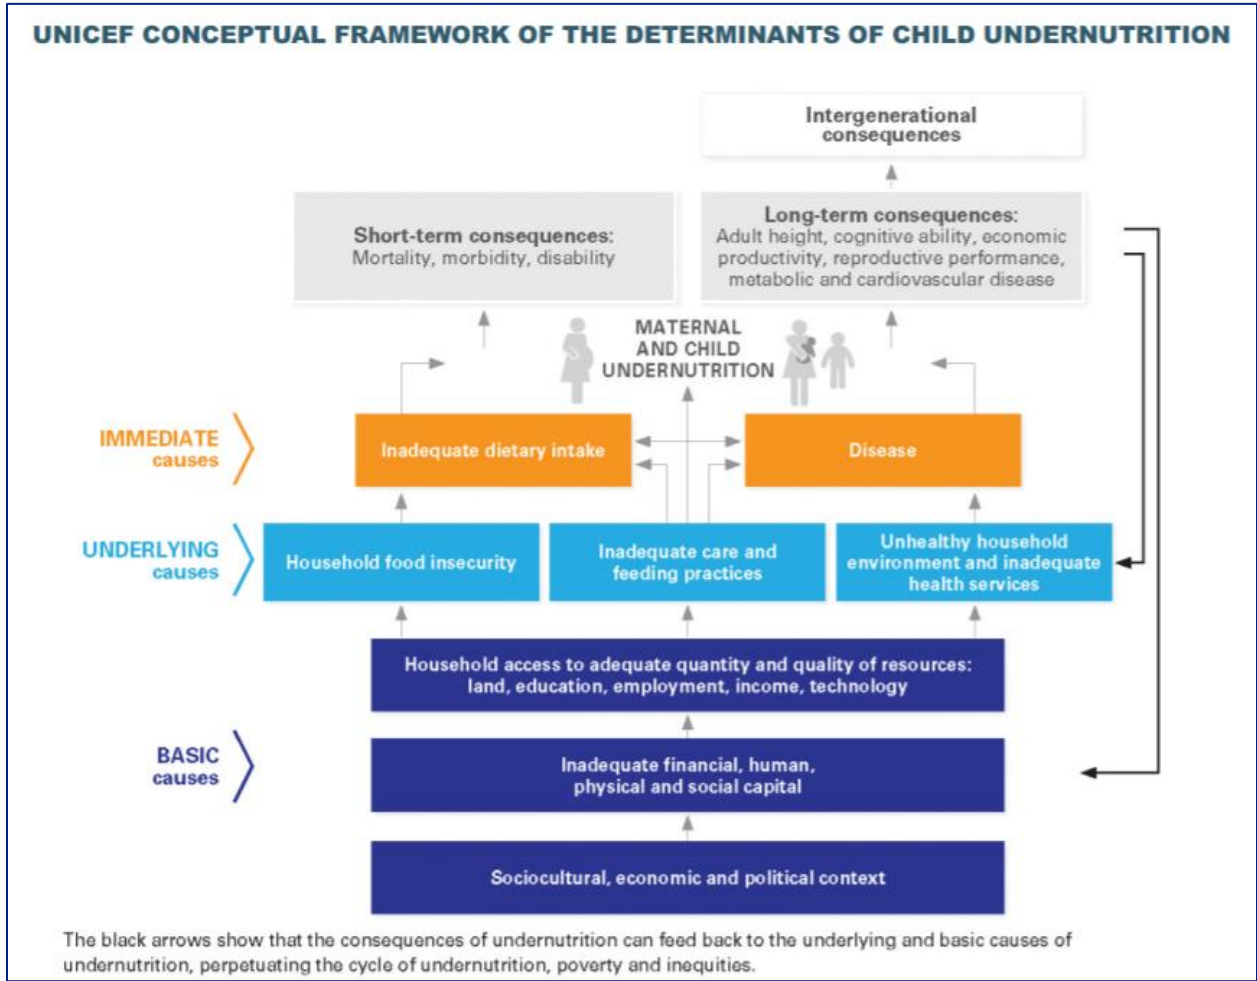 UNICEF CONCEPTUAL FRAMEWORK OF THE DETERMINANTS OF CHILD UNDERNUTRITION
Intergenerational
consequences
Short-term consequences:
Mortality, morbidity, disability
Long-term consequences:
Adult height, cognitive ability, economic
productivity, reproductive performance,
metabolic and cardiovascular disease
MATERNAL
AND CHILD
UNDERNUTRITION
IMMEDIATE
causes
Inadequate dietary intake
Disease
UNDERLYING
causes
Household food insecurity
Inadequate care and
feeding practices
Unhealthy household
environment and inadequate
health services
Household access to adequate quantity and quality of resources:
land, education, employment, income, technology
BASIC
causes
Inadequate financial, human,
physical and social capital
Sociocultural, economic and political context
The black arrows show that the consequences of undernutrition can feed back to the underlying and basic causes of
undernutrition, perpetuating the cycle of undernutrition, poverty and inequities.